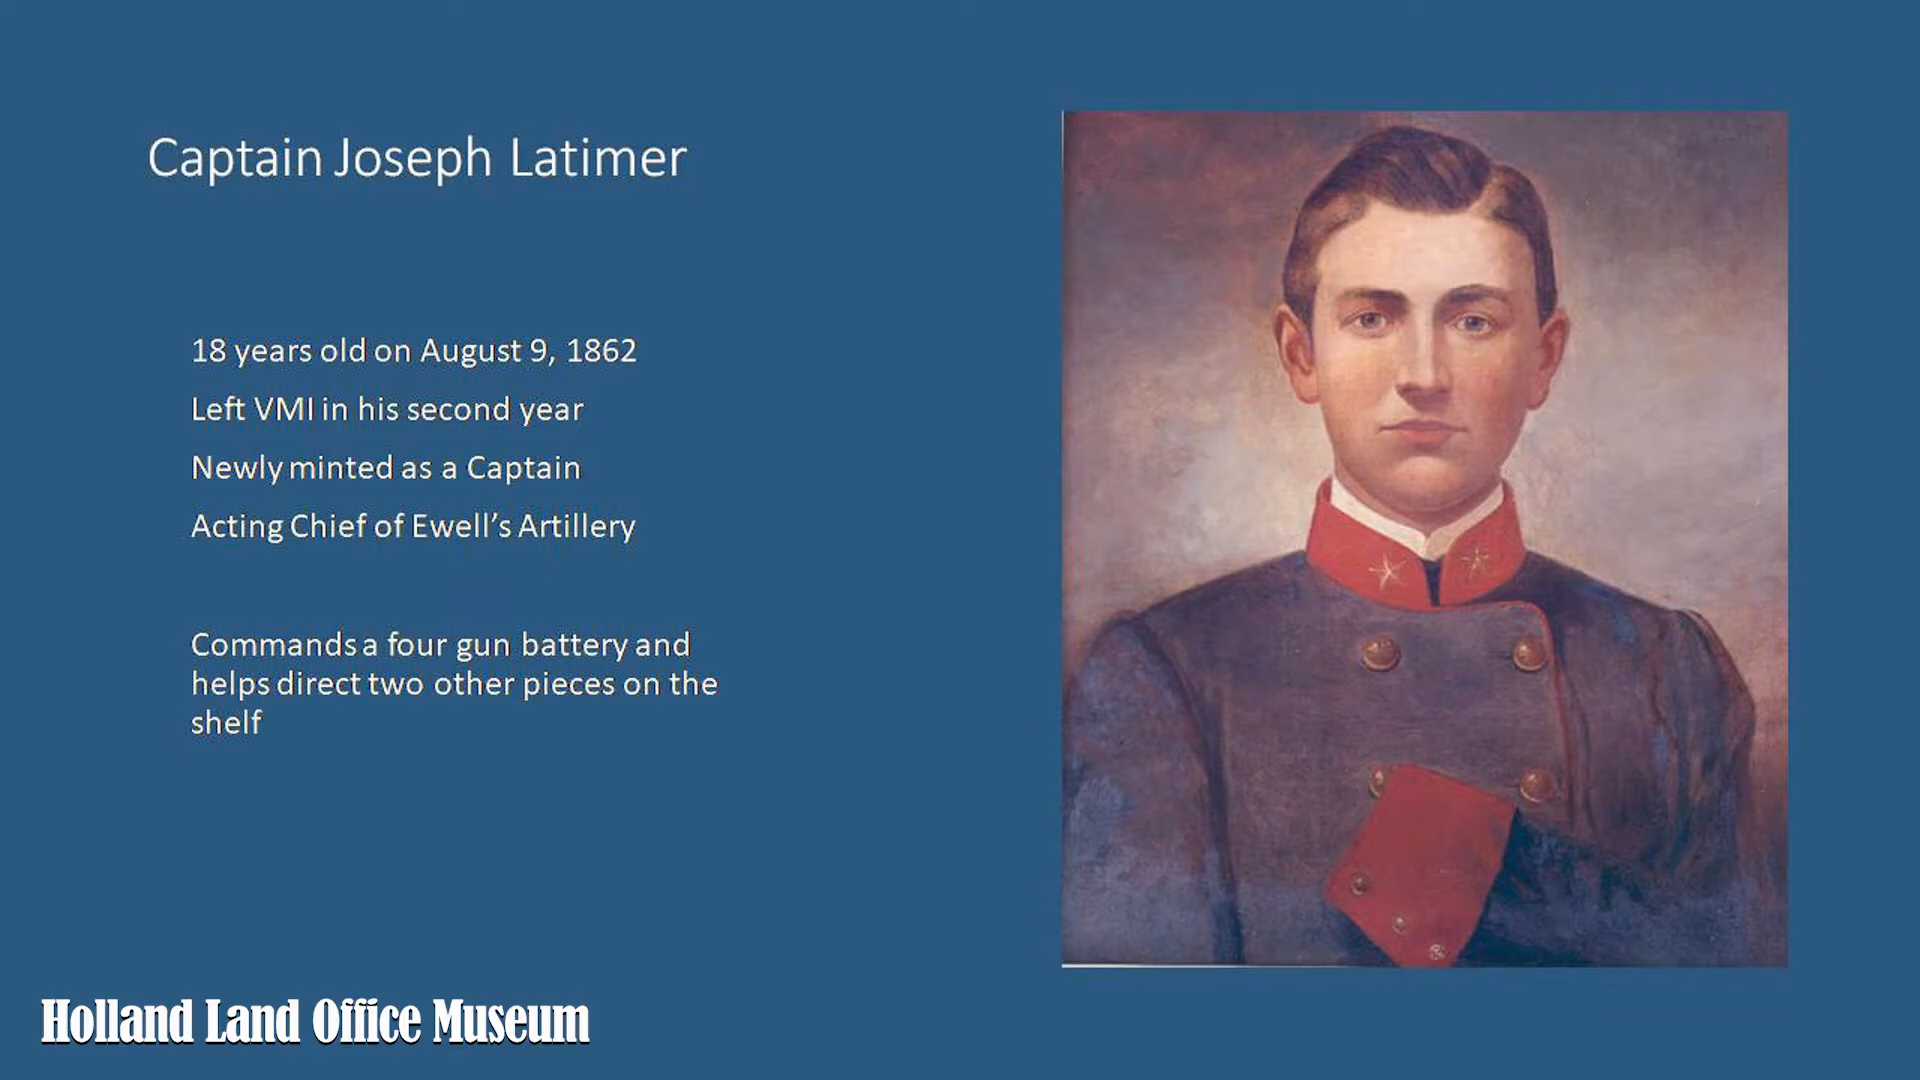 Captain Joseph Latimer
18 years old on August 9, 1862
Left VMI in his second year
Newly minted as a Captain
Acting Chief of Ewell’s Artillery
Commands a four gun battery and
helps direct two other pieces on the
shelf
Holland Land Office Museum